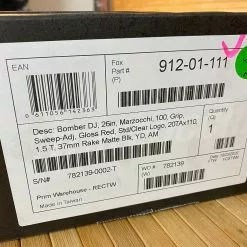 EAN
Fox
Part #
(P)
912-01-111
Quantity
(Q)
1
Desc: Bomber DJ, 26in, Marzocchi, 100, Grip,
Sweep-Adj, Gloss Red, Std/Clear Logo, 20TAx110,
1.5 T, 37mm Rake Matte Blk, YD, AM
S/N#
782139-0002-T
WO #
782139
Prim Warehouse - RECTW
Made in Taiwan